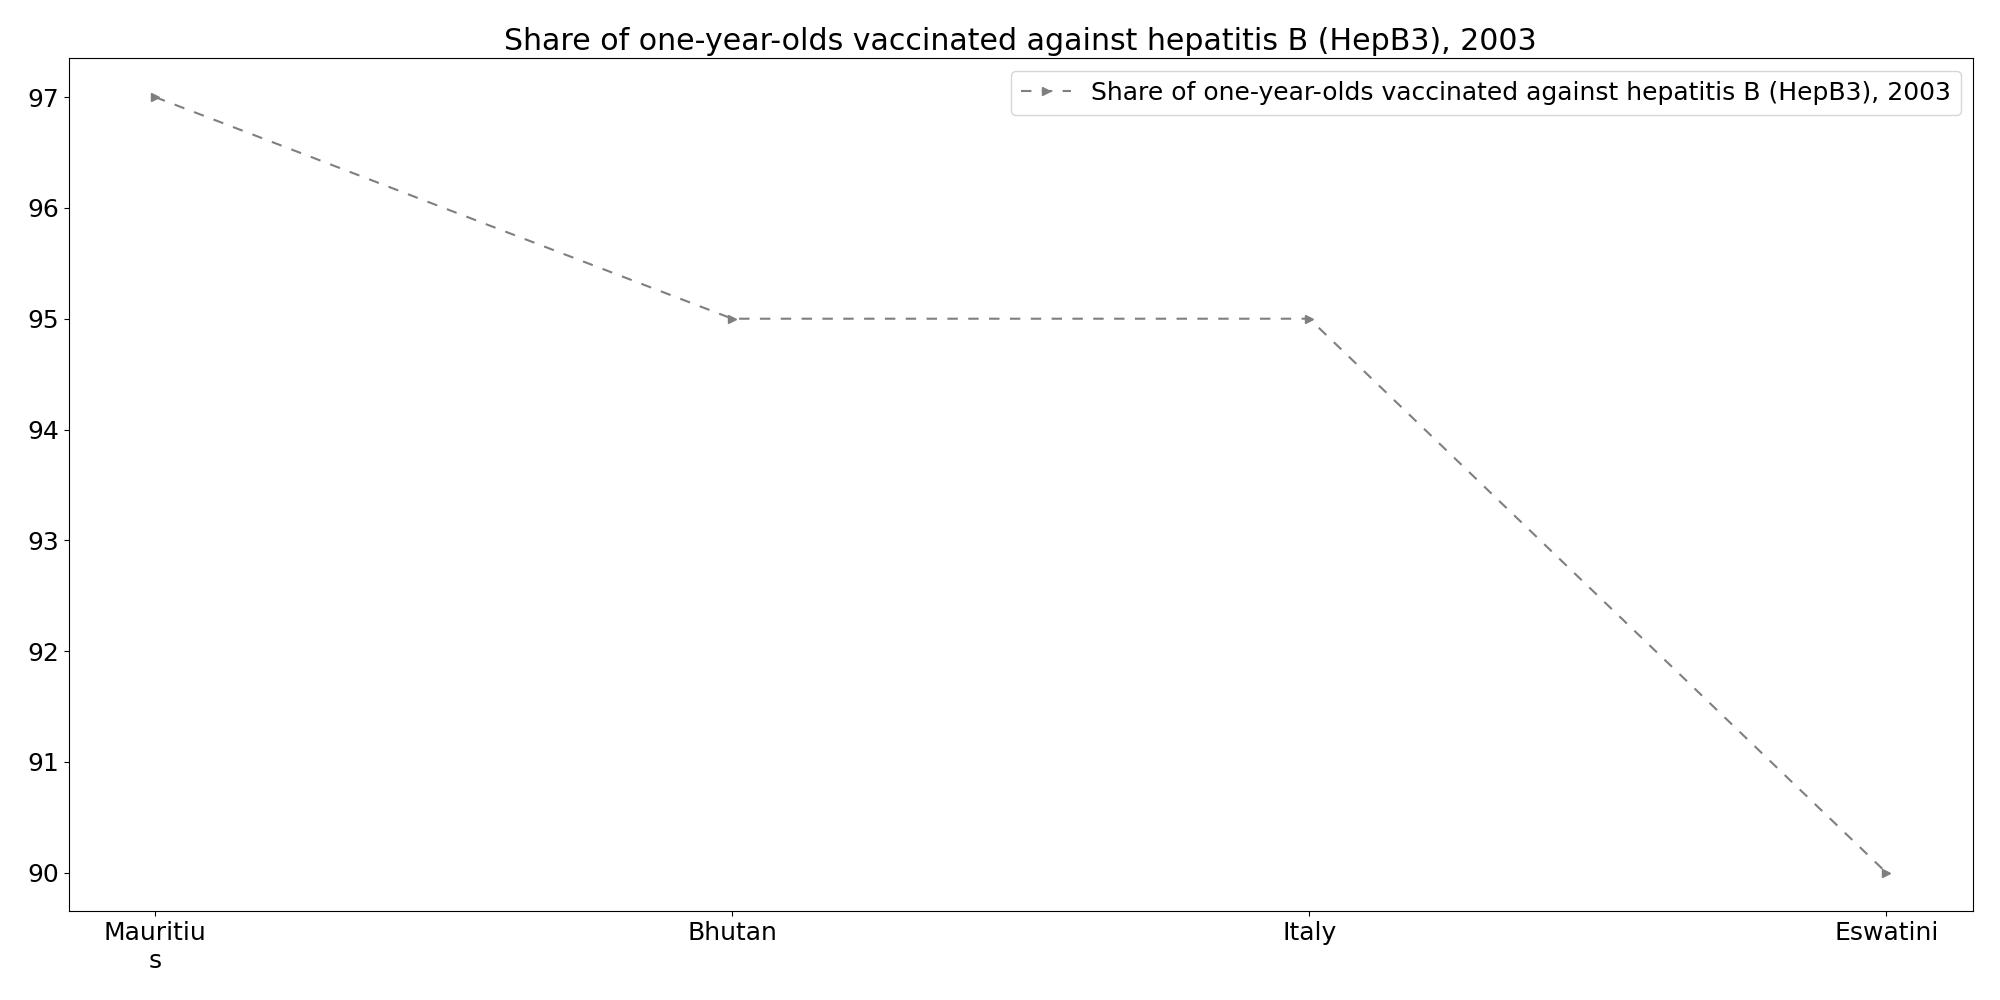 Share of one-year-olds vaccinated against hepatitis B (HepB3), 2003
Share of one-year-olds vaccinated against hepatitis B (HepB3), 2003
97
96
95
94
93
92
91
90
Mauritiu
s
Bhutan
Italy
Eswatini